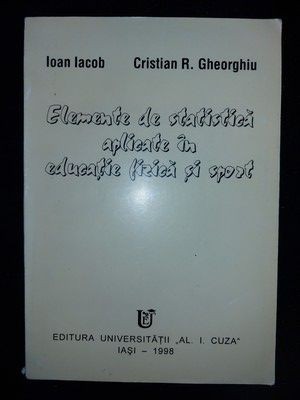 Ioan Iacob Cristian R. Gheorghiu
Elemente de statistică
aplicate în
educație fizică și sport
EDITURA UNIVERSITĂȚII „AL. I. CUZA"
IAȘI – 1998